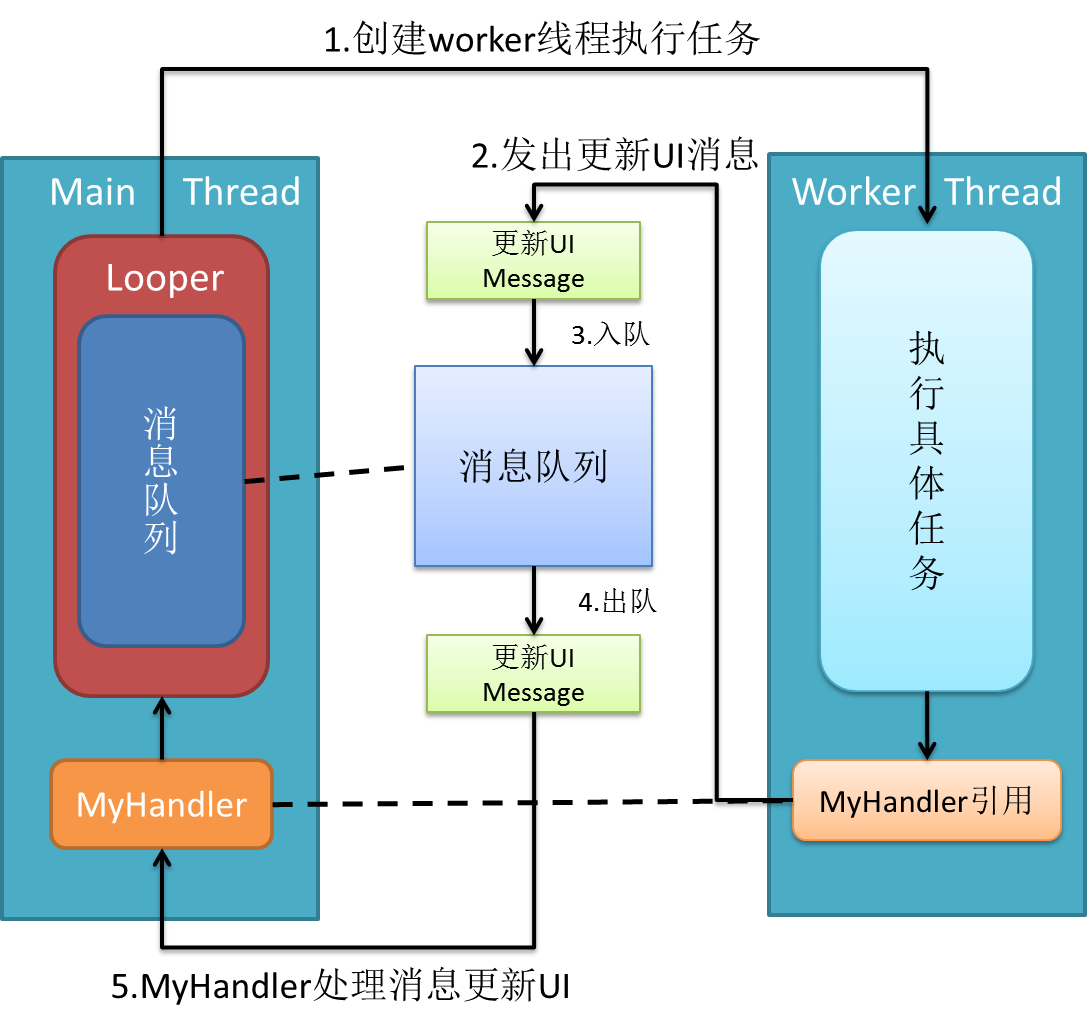 1.创建worker线程执行任务
2.发出更新UI消息
Main Thread
Worker Thread
更新UI
Message
Looper
3.入队
执行具体任务
消息队列
消息队列
4.出队
更新UI
Message
MyHandler
MyHandler引用
5.MyHandler处理消息更新UI